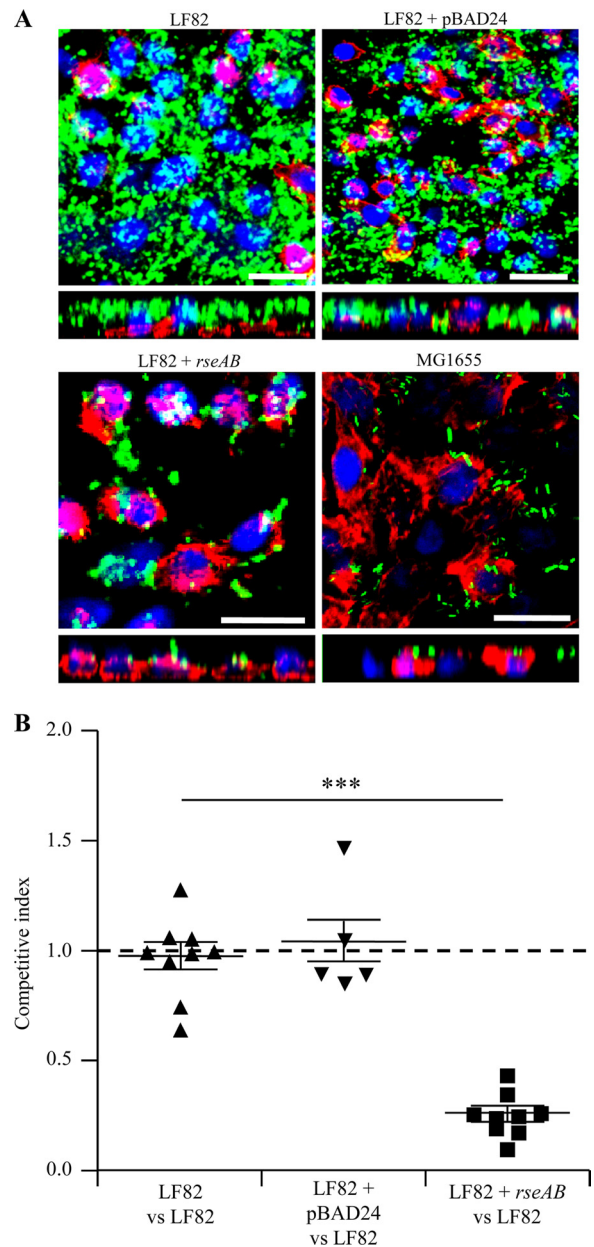 A
LF82
LF82 + pBAD24
LF82 + rseAB
MG1655
B
2.0
1.5
1.0
0.5
0.0
Competitive index
***
LF82
vs LF82
LF82 +
pBAD24
vs LF82
LF82 + rseAB
vs LF82